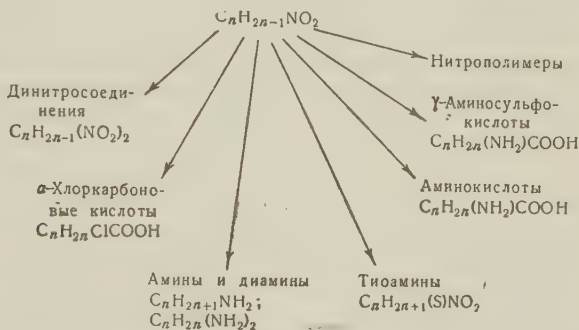 CₙH₂ₙ₋₁NO₂
Нитрополимеры
Динитросоеди-
нения
CₙH₂ₙ₋₁(NO₂)₂
γ-Аминосульфо-
кислоты
CₙH₂ₙ(NH₂)COOH
α-Хлоркарбоно-
вые кислоты
CₙH₂ₙClCOOH
Аминокислоты
CₙH₂ₙ(NH₂)COOH
Амины и диамины
CₙH₂ₙ₊₁NH₂;
CₙH₂ₙ(NH₂)₂
Тиоамины
CₙH₂ₙ₊₁(S)NO₂